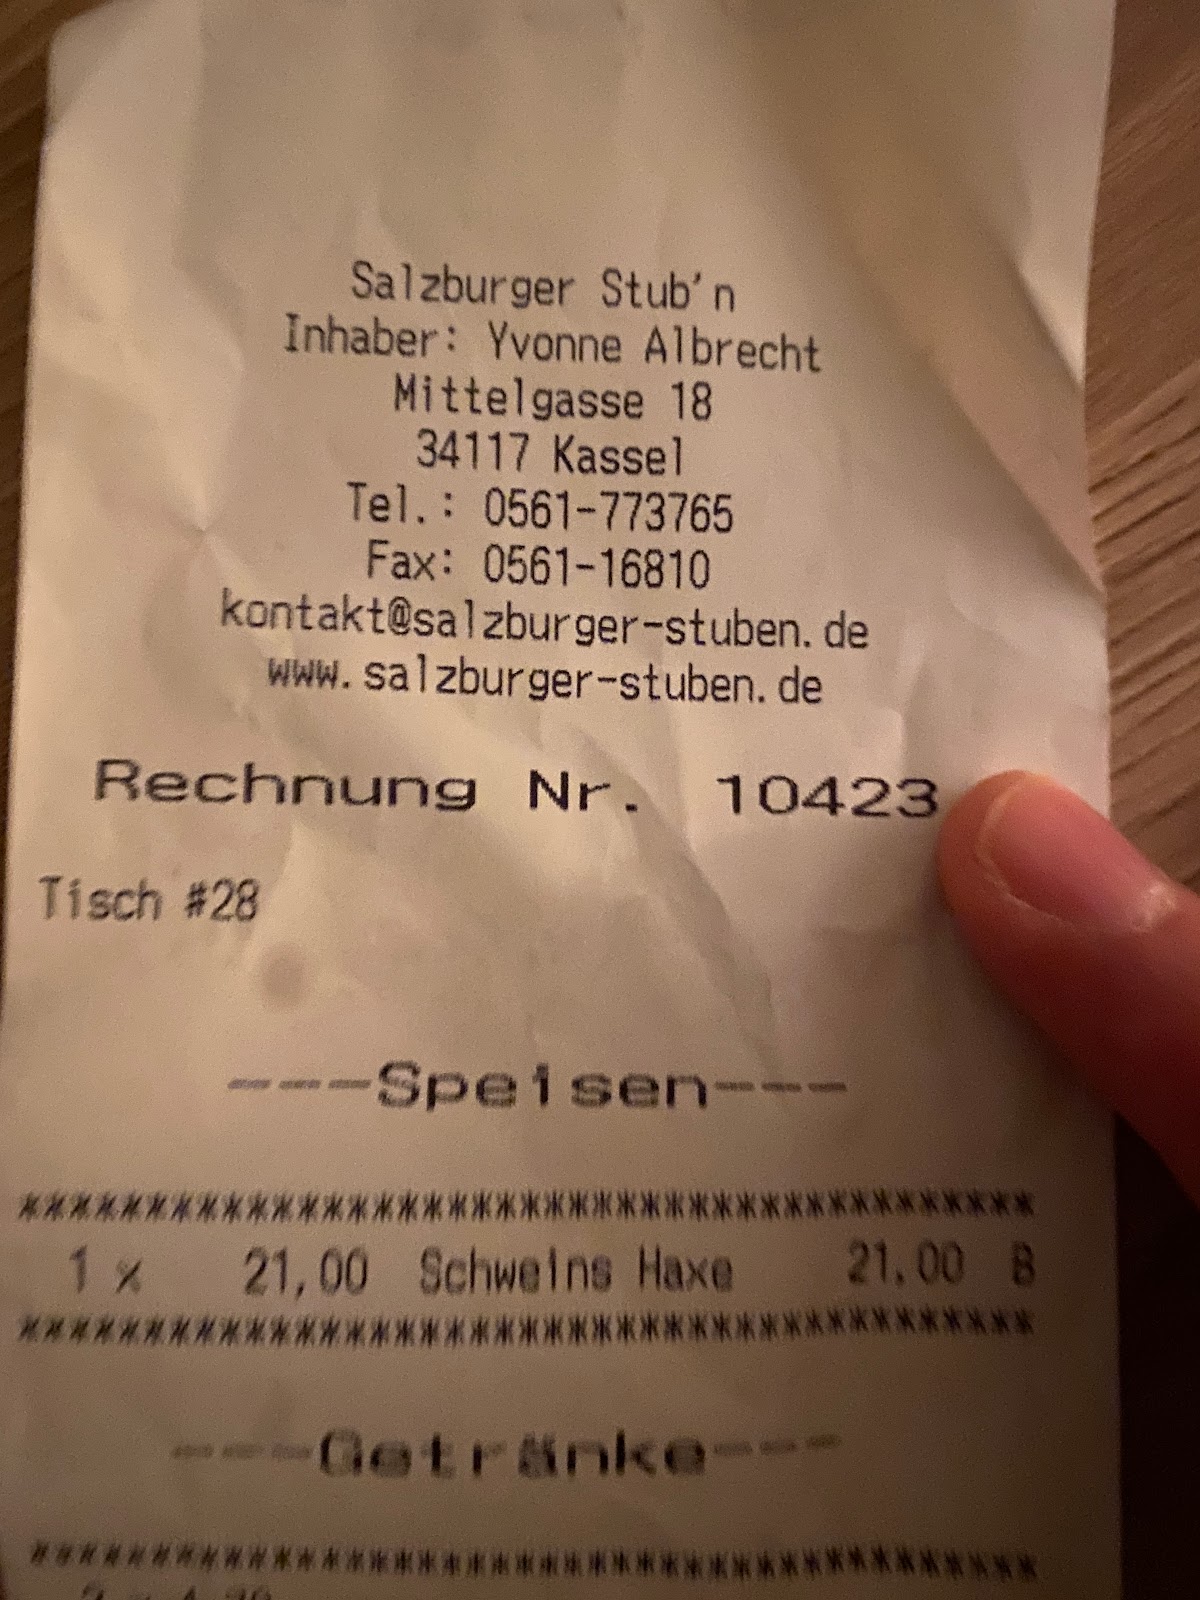 Salzburger Stub'n
Inhaber: Yvonne Albrecht
Mittelgasse 18
34117 Kassel
Tel.: 0561-773765
Fax: 0561-16810
kontakt@salzburger-stuben.de
www.salzburger-stuben.de
Rechnung Nr. 10423
Tisch #28
---Speisen---
*****************************************
1 x 21,00 Schweins Haxe 21,00 B
*****************************************
---Getränke---
*****************************************